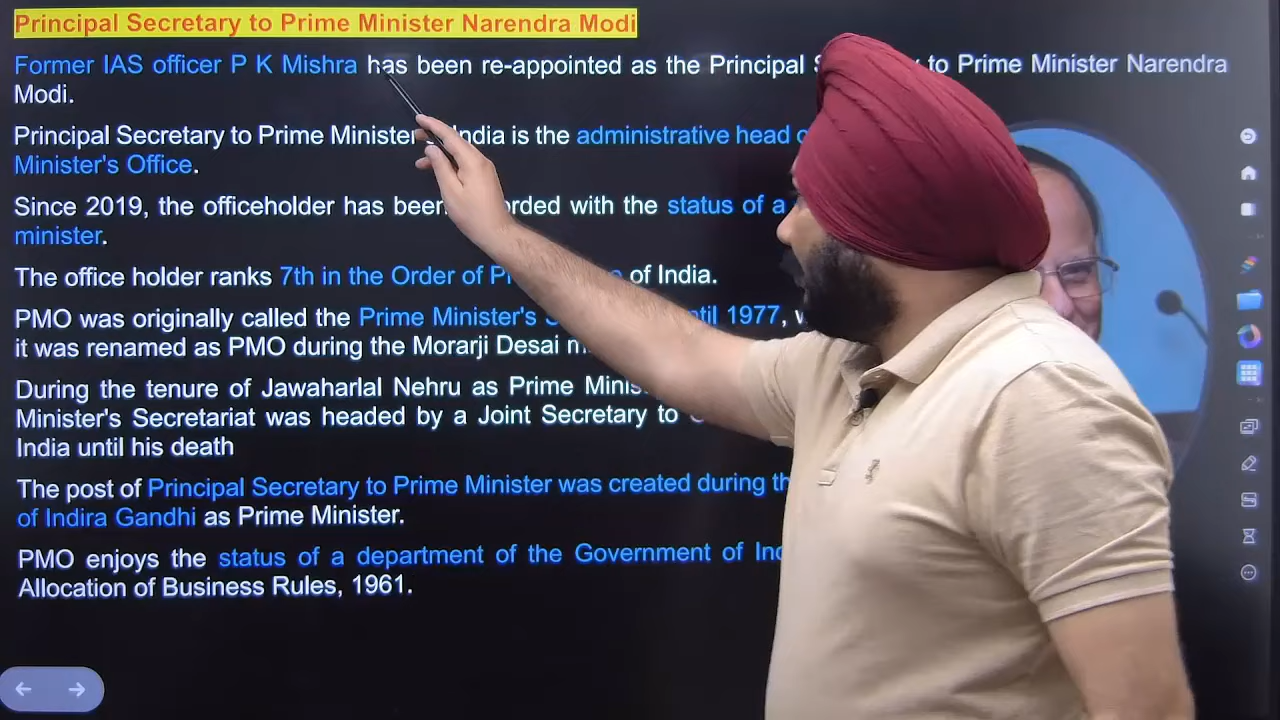 Principal Secretary to Prime Minister Narendra Modi
Former IAS officer P K Mishra has been re-appointed as the Principal to Prime Minister Narendra
Modi.
Principal Secretary to Prime Minister India is the administrative head
Minister's Office.
Since 2019, the officeholder has been with the status of a
minister.
The office holder ranks 7th in the Order of of India.
PMO was originally called the Prime Minister's 1977,
it was renamed as PMO during the Morarji Desai
During the tenure of Jawaharlal Nehru as Prime
Minister's Secretariat was headed by a Joint Secretary to
India until his death
The post of Principal Secretary to Prime Minister was created during
of Indira Gandhi as Prime Minister.
PMO enjoys the status of a department of the Government of
Allocation of Business Rules, 1961.